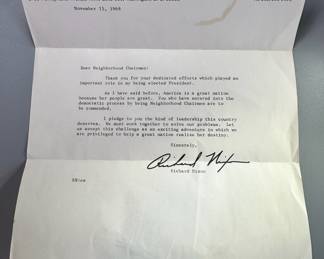 November 15, 1968
Dear Neighborhood Chairman:
Thank you for your dedicated efforts which played an
important role in my being elected President.
As I have said before, America is a great nation
because her people are great. You who entered into the
democratic process by being Neighborhood Chairmen are to
be commended.
I pledge to you the kind of leadership this country
deserves. We must work together to solve our problems. Let
us accept this challenge as an exciting adventure in which we
are privileged to help a great nation realize her destiny.
Sincerely,
Richard Nixon
Richard Nixon